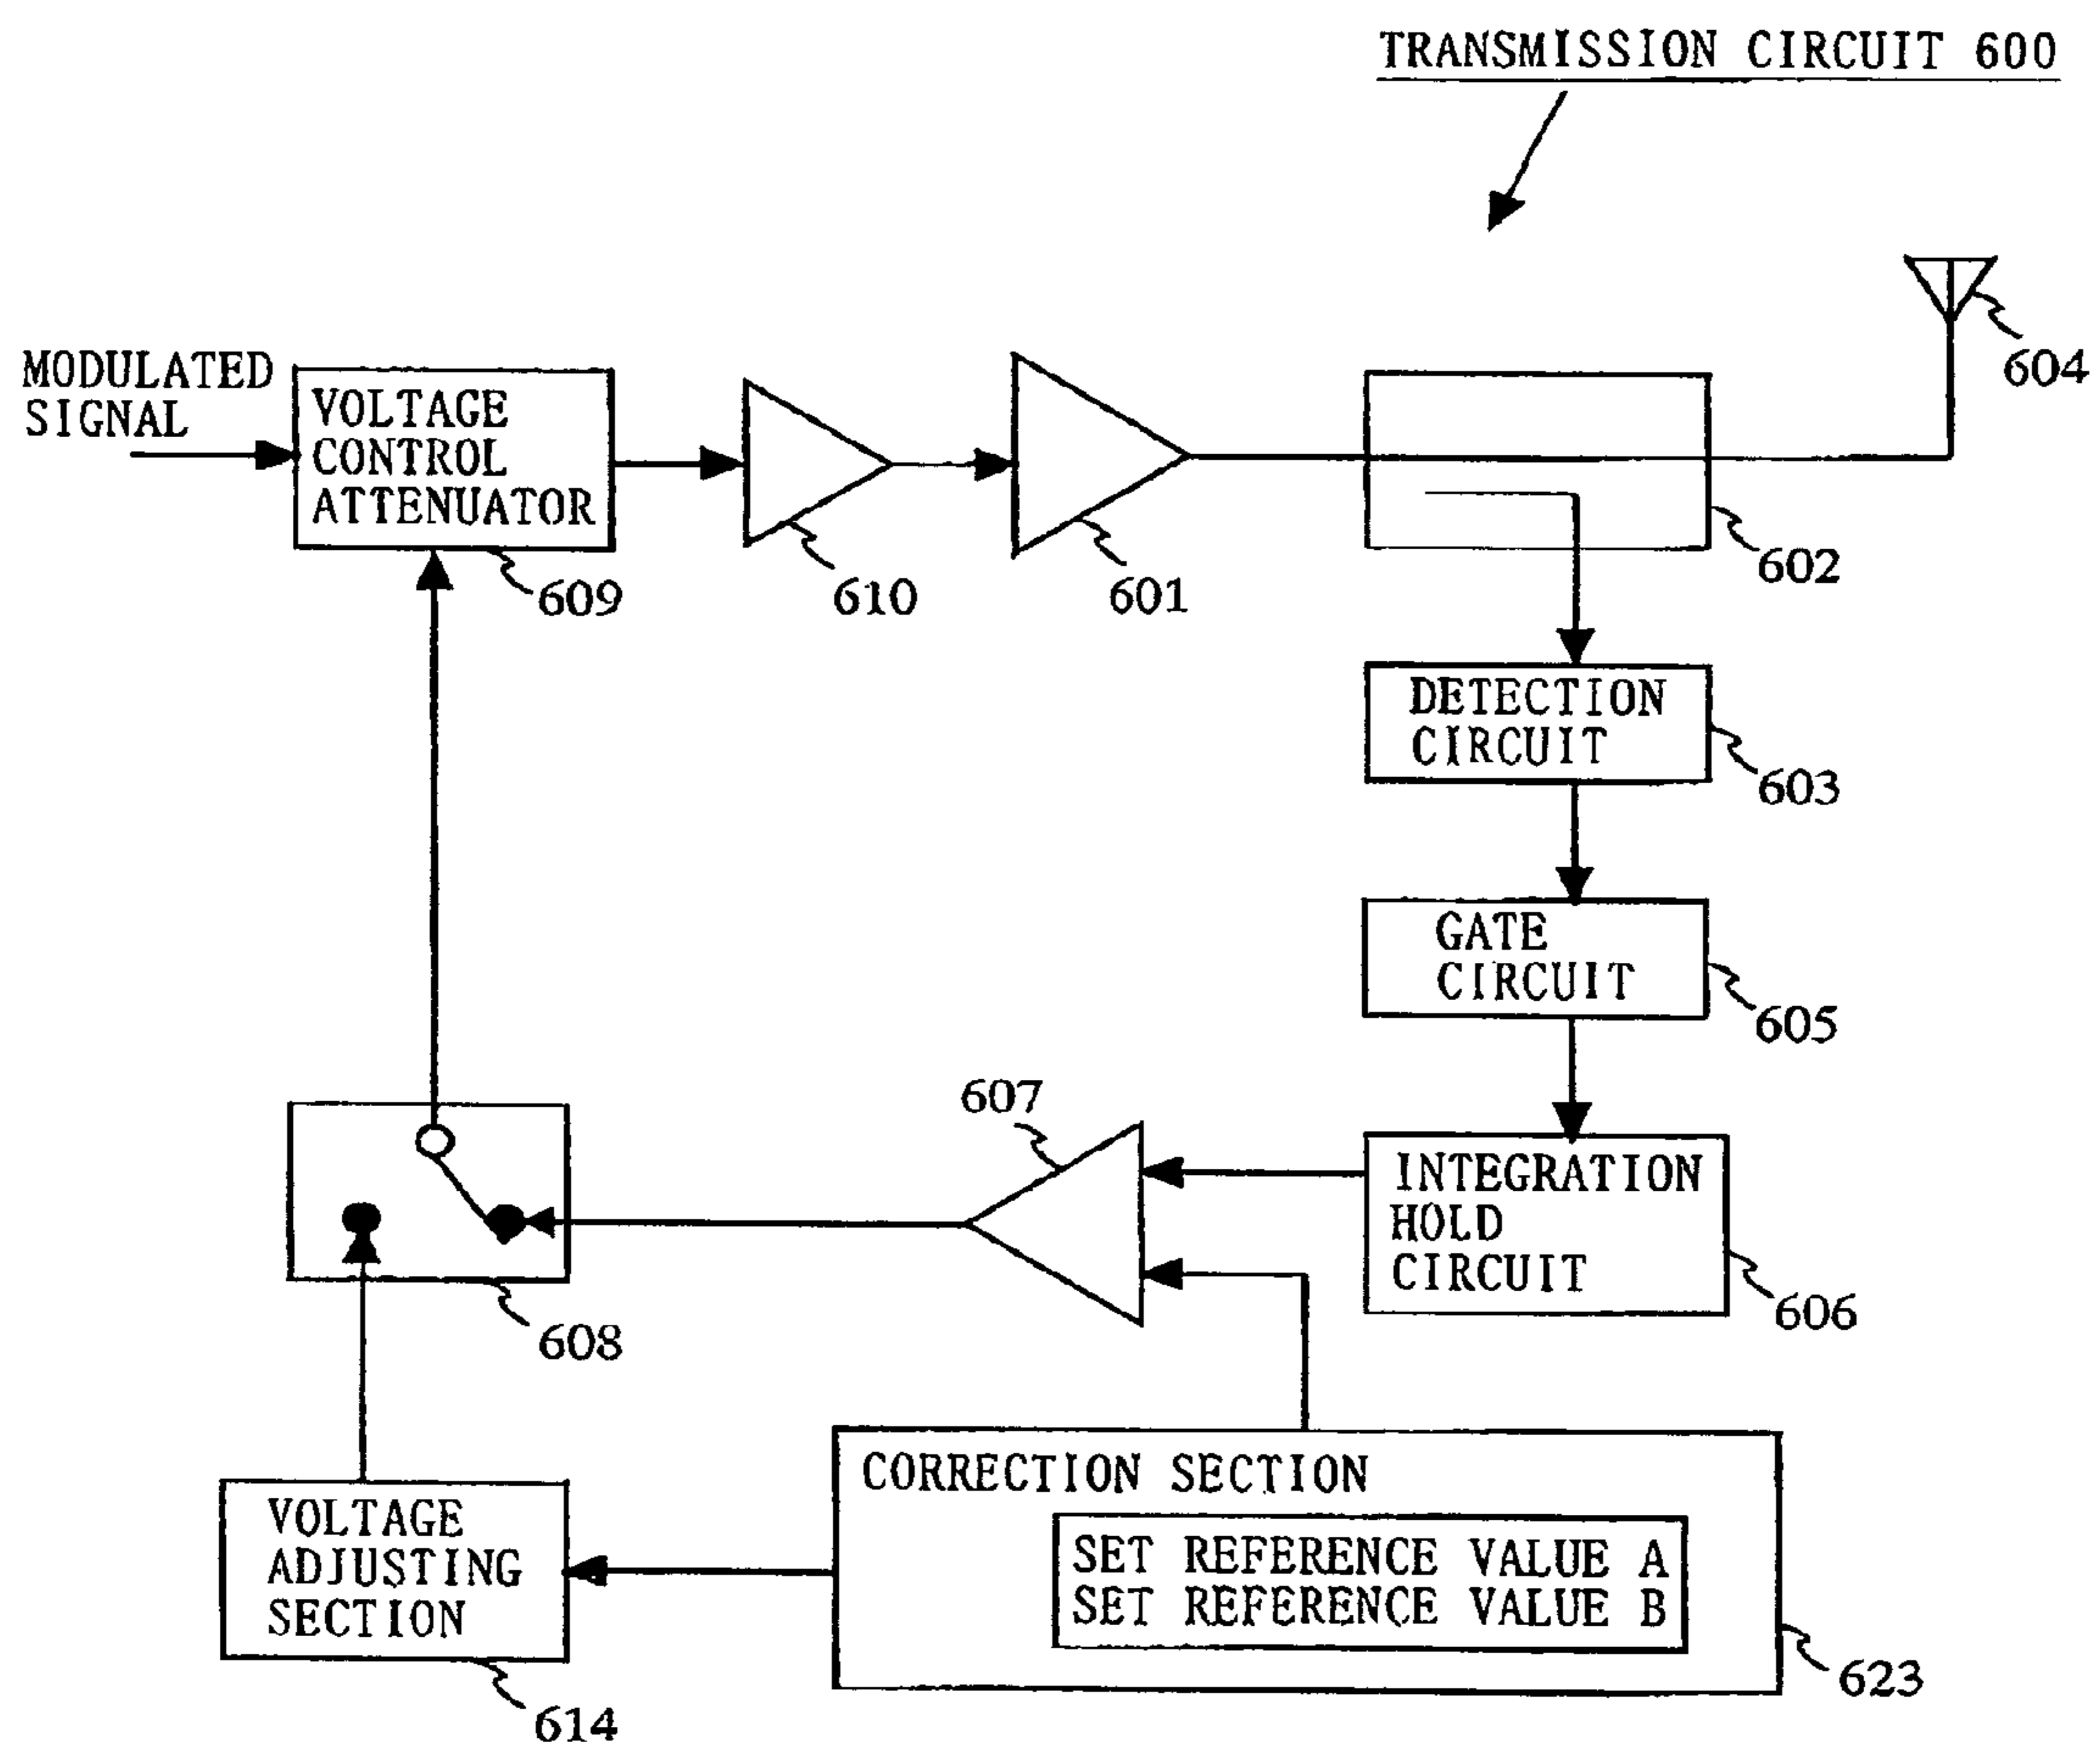 TRANSMISSION CIRCUIT 600
MODULATED
SIGNAL
VOLTAGE
CONTROL
ATTENUATOR
609
610
601
602
604
DETECTION
CIRCUIT
603
GATE
CIRCUIT
605
INTEGRATION
HOLD
CIRCUIT
606
607
608
CORRECTION SECTION
SET REFERENCE VALUE A
SET REFERENCE VALUE B
623
VOLTAGE
ADJUSTING
SECTION
614